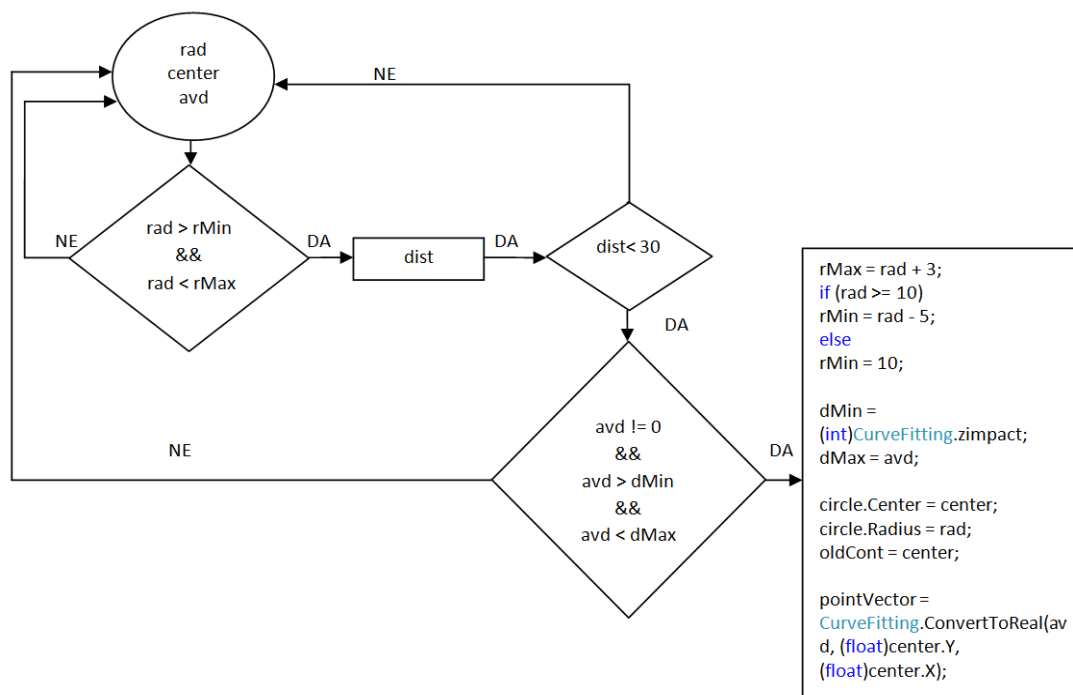 rad
center
avd
NE
rad > rMin
&&
rad < rMax
NE
DA
dist
DA
dist< 30
DA
avd != 0
&&
avd > dMin
&&
avd < dMax
NE
DA
rMax = rad + 3;
if (rad >= 10)
rMin = rad - 5;
else
rMin = 10;
dMin =
(int)CurveFitting.zimpact;
dMax = avd;
circle.Center = center;
circle.Radius = rad;
oldCont = center;
pointVector =
CurveFitting.ConvertToReal(av
d, (float)center.Y,
(float)center.X);